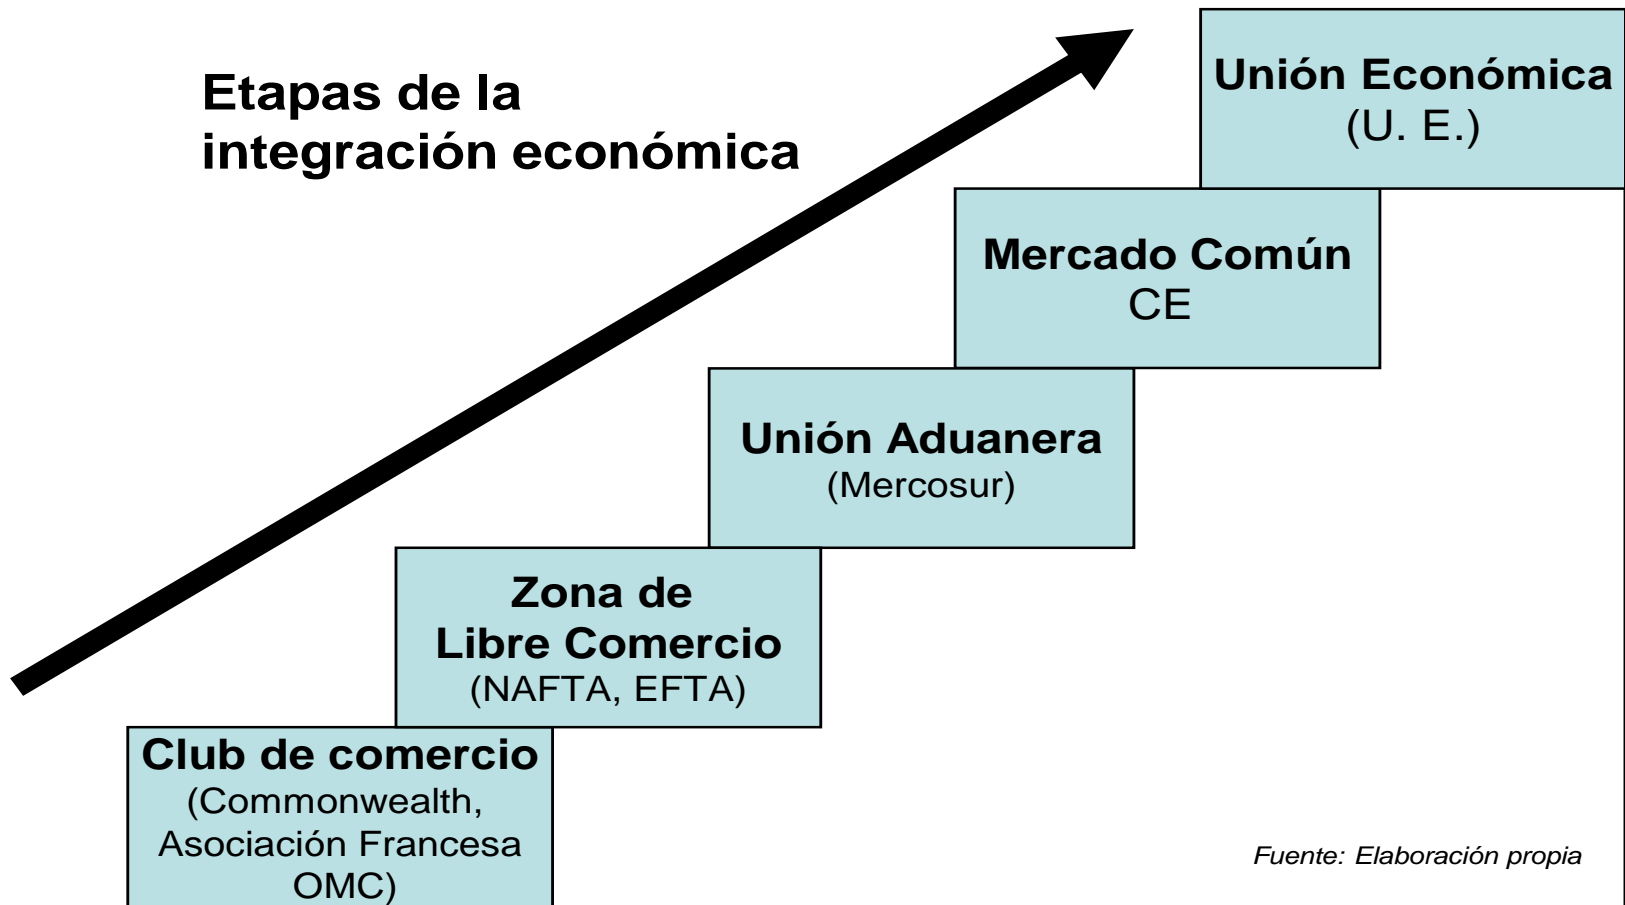 Etapas de la
integración económica
Unión Económica
(U. E.)
Mercado Común
CE
Unión Aduanera
(Mercosur)
Zona de
Libre Comercio
(NAFTA, EFTA)
Club de comercio
(Commonwealth,
Asociación Francesa
OMC)
Fuente: Elaboración propia